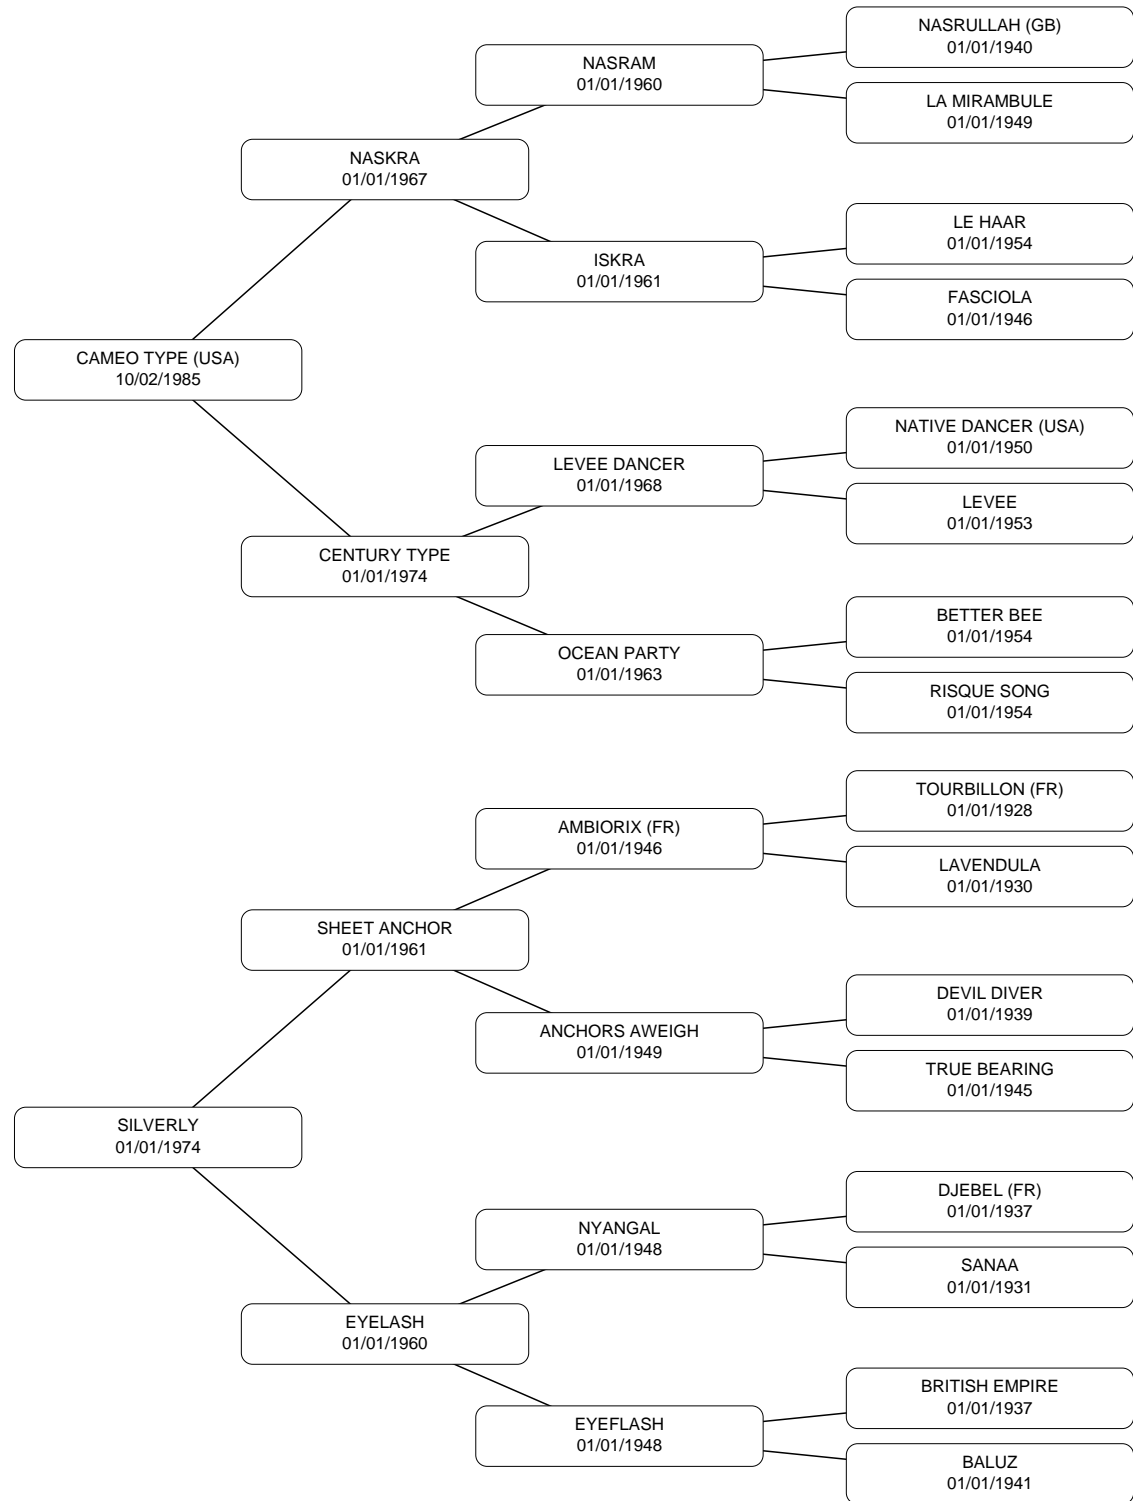 NASRULLAH (GB)
01/01/1940
NASRAM
01/01/1960
LA MIRAMBULE
01/01/1949
NASKRA
01/01/1967
LE HAAR
01/01/1954
ISKRA
01/01/1961
FASCIOLA
01/01/1946
CAMEO TYPE (USA)
10/02/1985
NATIVE DANCER (USA)
01/01/1950
LEVEE DANCER
01/01/1968
LEVEE
01/01/1953
CENTURY TYPE
01/01/1974
BETTER BEE
01/01/1954
OCEAN PARTY
01/01/1963
RISQUE SONG
01/01/1954
TOURBILLON (FR)
01/01/1928
AMBIORIX (FR)
01/01/1946
LAVENDULA
01/01/1930
SHEET ANCHOR
01/01/1961
DEVIL DIVER
01/01/1939
ANCHORS AWEIGH
01/01/1949
TRUE BEARING
01/01/1945
SILVERLY
01/01/1974
DJEBEL (FR)
01/01/1937
NYANGAL
01/01/1948
SANAA
01/01/1931
EYELASH
01/01/1960
BRITISH EMPIRE
01/01/1937
EYEFLASH
01/01/1948
BALUZ
01/01/1941